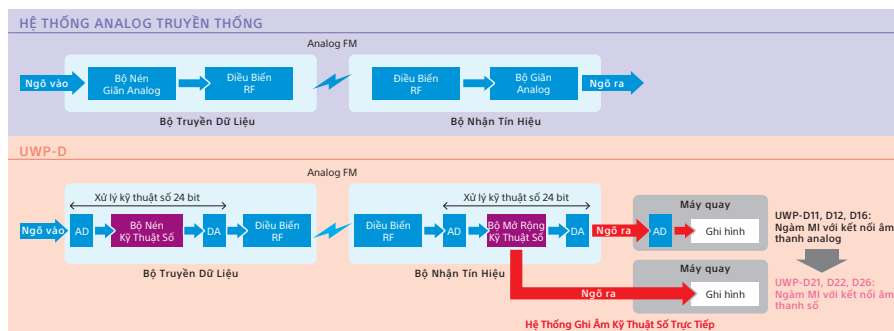 HỆ THỐNG ANALOG TRUYỀN THỐNG
Analog FM
Ngõ vào
Bộ Nén
Giãn Analog
Điều Biến
RF
Điều Biến
RF
Bộ Giãn
Analog
Ngõ ra
Bộ Truyền Dữ Liệu
Bộ Nhận Tín Hiệu
UWP-D
Analog FM
Xử lý kỹ thuật số 24 bit
Xử lý kỹ thuật số 24 bit
Ngõ vào
AD
Bộ Nén
Kỹ Thuật Số
DA
Điều Biến
RF
Điều Biến
RF
AD
Bộ Mở Rộng
Kỹ Thuật Số
DA
Ngõ ra
Máy quay
AD
Ghi hình
UWP-D11, D12, D16:
Ngàm MI với kết nối âm
thanh analog
Bộ Truyền Dữ Liệu
Bộ Nhận Tín Hiệu
Máy quay
Ngõ ra
Ghi hình
UWP-D21, D22, D26:
Ngàm MI với kết nối âm
thanh số
Hệ Thống Ghi Âm Kỹ Thuật Số Trực Tiếp